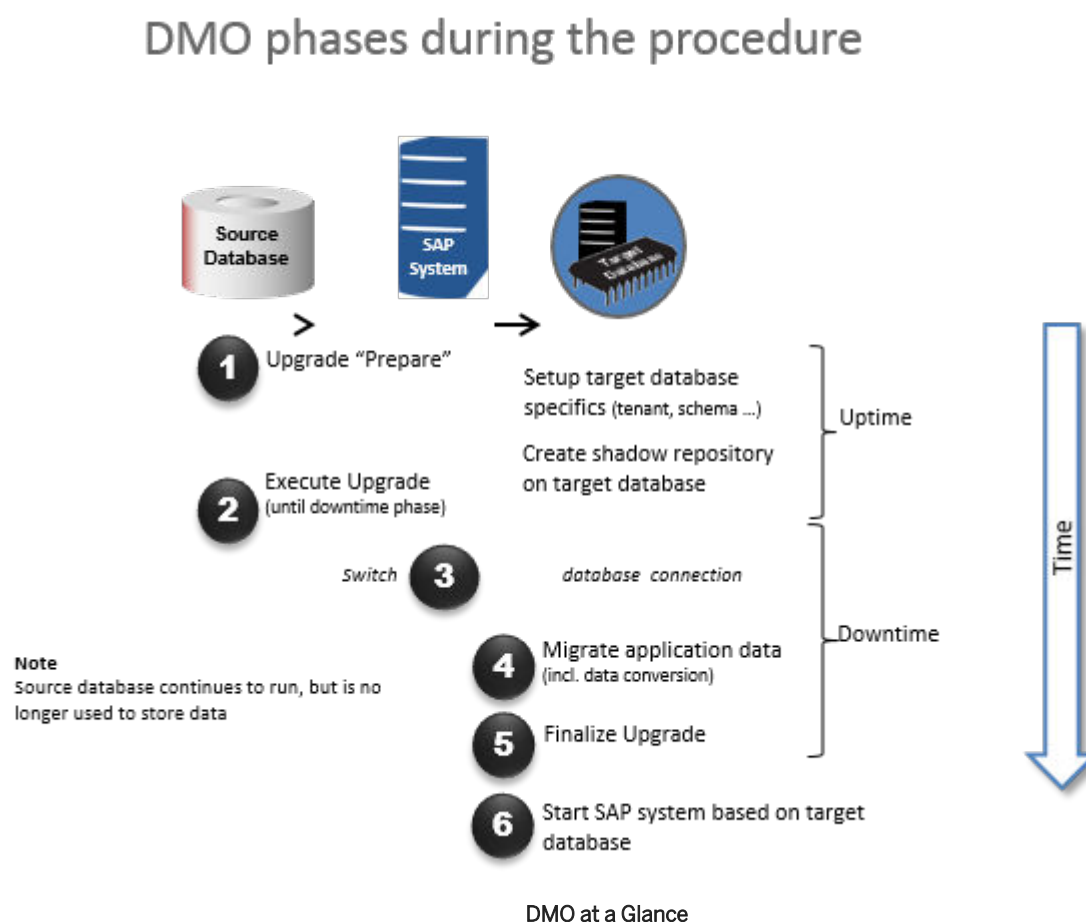 DMO phases during the procedure
Source
Database
SAP
System
Target
Database
>
1
Upgrade “Prepare”
Setup target database
specifics (tenant, schema ...)
Create shadow repository
on target database
Uptime
2
Execute Upgrade
(until downtime phase)
Switch
3
database connection
Downtime
Time
4
Migrate application data
(incl. data conversion)
Note
Source database continues to run, but is no
longer used to store data
5
Finalize Upgrade
6
Start SAP system based on target
database
DMO at a Glance